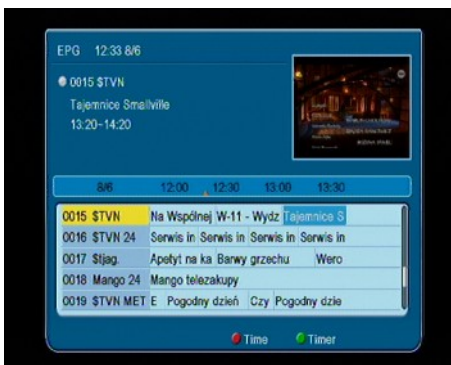 EPG 12:33 8/6
0015 $TVN
Tajemnice Smallville
13:20-14:20
8/6 12:00 12:30 13:00 13:30
0015 $TVN Na Wspólnej W-11 - Wydz Tajemnice S
0016 $TVN 24 Serwis in Serwis in Serwis in Serwis in
0017 $tjag. Apetyt na ka Barwy grzechu Wero
0018 Mango 24 Mango telezakupy
0019 $TVN MET E Pogodny dzień Czy Pogodny dzie
Time Timer